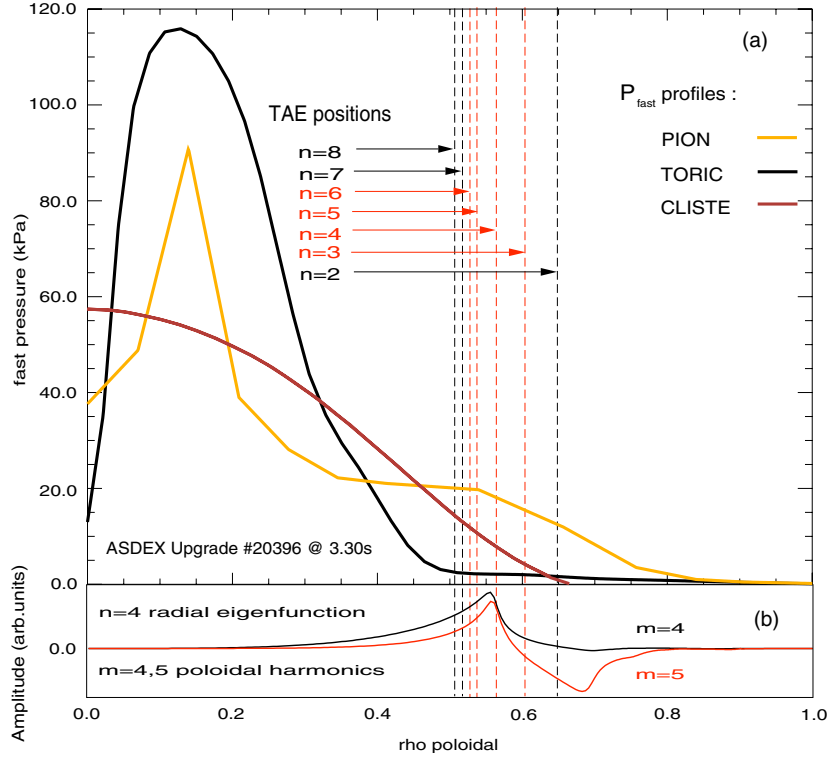 120.0
100.0
80.0
60.0
40.0
20.0
0.0
fast pressure (kPa)
(a)
TAE positions
n=8
n=7
n=6
n=5
n=4
n=3
n=2
Pfast profiles :
PION
TORIC
CLISTE
ASDEX Upgrade #20396 @ 3.30s
Amplitude (arb.units)
0.0
n=4 radial eigenfunction
m=4,5 poloidal harmonics
(b)
m=4
m=5
0.0 0.2 0.4 0.6 0.8 1.0
rho poloidal